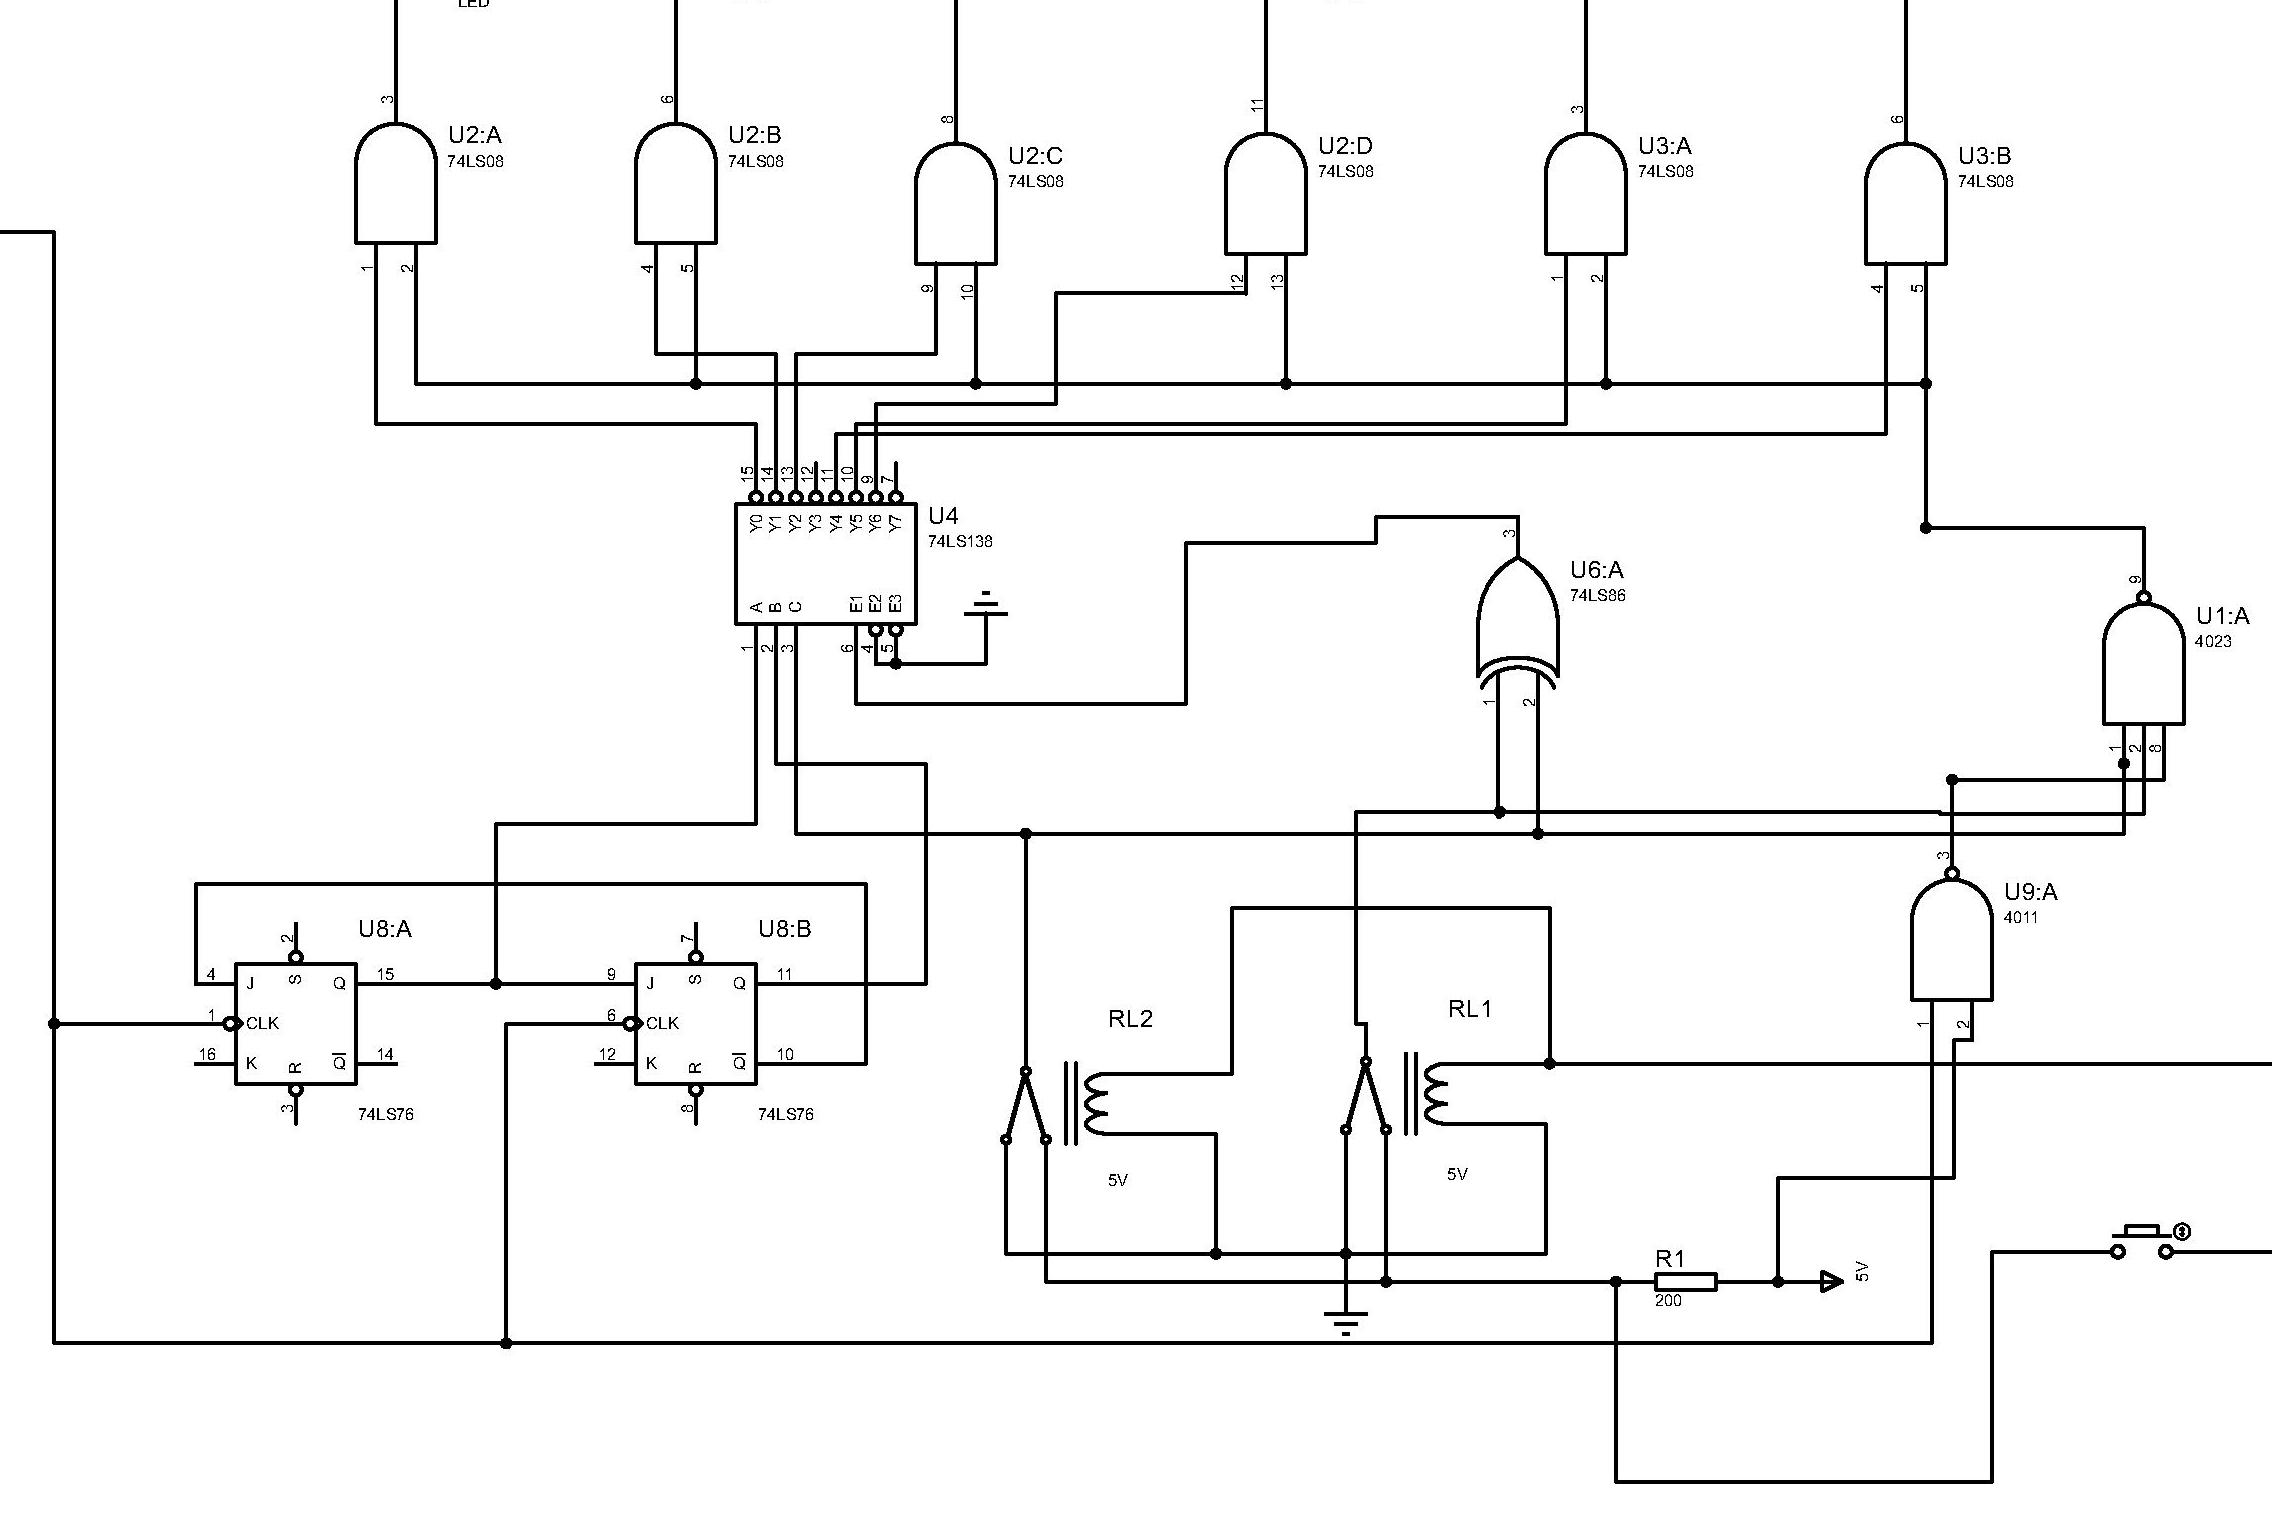 LED
3
6
8
11
3
6
U2:A
74LS08
U2:B
74LS08
U2:C
74LS08
U2:D
74LS08
U3:A
74LS08
U3:B
74LS08
1 2
4 5
9 10
12 13
1 2
4 5
15 14 13 12 11 10 9 7
Y0 Y1 Y2 Y3 Y4 Y5 Y6 Y7
U4
74LS138
A B C E1 E2 E3
1 2 3 6 4 5
3
U6:A
74LS86
1 2
9
U1:A
4023
1 2 8
3
U9:A
4011
1 2
U8:A
2
4 J S Q 15
1 CLK
16 K R Q 14
3
74LS76
U8:B
7
9 J S Q 11
6 CLK
12 K R Q 10
8
74LS76
RL2
5V
RL1
5V
R1
200
5V